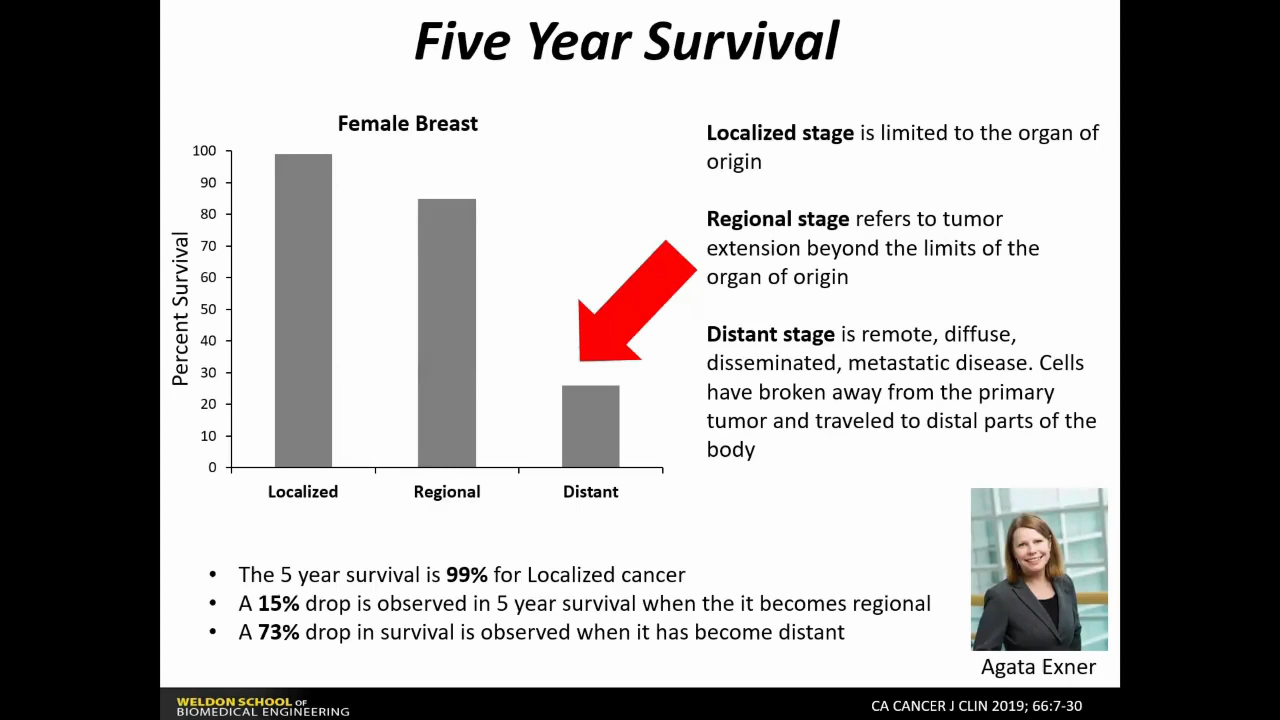 Five Year Survival
Female Breast
Percent Survival
100
90
80
70
60
50
40
30
20
10
0
Localized
Regional
Distant
Localized stage is limited to the organ of
origin
Regional stage refers to tumor
extension beyond the limits of the
organ of origin
Distant stage is remote, diffuse,
disseminated, metastatic disease. Cells
have broken away from the primary
tumor and traveled to distal parts of the
body
• The 5 year survival is 99% for Localized cancer
• A 15% drop is observed in 5 year survival when the it becomes regional
• A 73% drop in survival is observed when it has become distant
Agata Exner
WELDON SCHOOL OF
BIOMEDICAL ENGINEERING
CA CANCER J CLIN 2019; 66:7-30